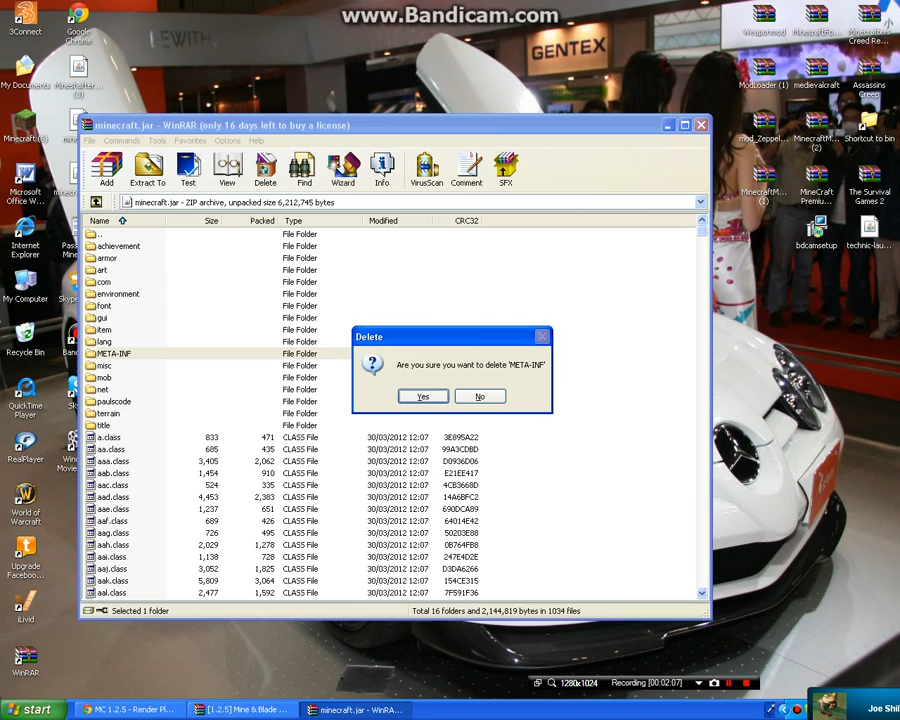 www.Bandicam.com
EWITH
GENTEX
3Connect
Google Chrome
My Documents
Mineshafter... (3)
Minecraft (5)
Microsoft Office W...
Internet Explorer
My Computer
Recycle Bin
QuickTime Player
RealPlayer
World of Warcraft
Upgrade Faceboo...
iLivid
WinRAR
Weaponmod
MinecraftFo...
Minecrafters Creed Re...
ModLoader (1)
medievalcraft
Assassins Creep
mod_Zeppel...
MinecraftM... (2)
Shortcut to bin
MinecraftM... (1)
MineCraft Premiu...
The Survival Games 2
bdcamsetup
technic-lau...
minecraft.jar - WinRAR (only 16 days left to buy a license)
File Commands Tools Favorites Options Help
Add Extract To Test View Delete Find Wizard Info VirusScan Comment SFX
minecraft.jar - ZIP archive, unpacked size 6,212,745 bytes
Name Size Packed Type Modified CRC32
.. File Folder
achievement File Folder
armor File Folder
art File Folder
com File Folder
environment File Folder
font File Folder
gui File Folder
item File Folder
lang File Folder
META-INF File Folder
misc File Folder
mob File Folder
net File Folder
paulscode File Folder
terrain File Folder
title File Folder
a.class 833 471 CLASS File 30/03/2012 12:07 3E895A22
aa.class 685 435 CLASS File 30/03/2012 12:07 99A3CDBD
aaa.class 3,405 2,062 CLASS File 30/03/2012 12:07 D0936D06
aab.class 1,454 910 CLASS File 30/03/2012 12:07 E21EE417
aac.class 524 335 CLASS File 30/03/2012 12:07 4CB3668D
aad.class 4,453 2,383 CLASS File 30/03/2012 12:07 14A6BFC2
aae.class 1,237 651 CLASS File 30/03/2012 12:07 690DCA89
aaf.class 689 426 CLASS File 30/03/2012 12:07 64014E42
aag.class 726 495 CLASS File 30/03/2012 12:07 50203E88
aah.class 2,029 1,278 CLASS File 30/03/2012 12:07 0B764FB8
aai.class 1,138 728 CLASS File 30/03/2012 12:07 247E4D2E
aaj.class 3,052 1,825 CLASS File 30/03/2012 12:07 D3DA6266
aak.class 5,809 3,064 CLASS File 30/03/2012 12:07 154CE315
aal.class 2,477 1,592 CLASS File 30/03/2012 12:07 7F591F36
Delete
Are you sure you want to delete 'META-INF'
Yes No
Selected 1 folder
Total 16 folders and 2,144,819 bytes in 1034 files
1280x1024 Recording [00:02:07]
start
MC 1.2.5 - Render Pl...
[1.2.5] Mine & Blade ...
minecraft.jar - WinRA...
Joe Shil